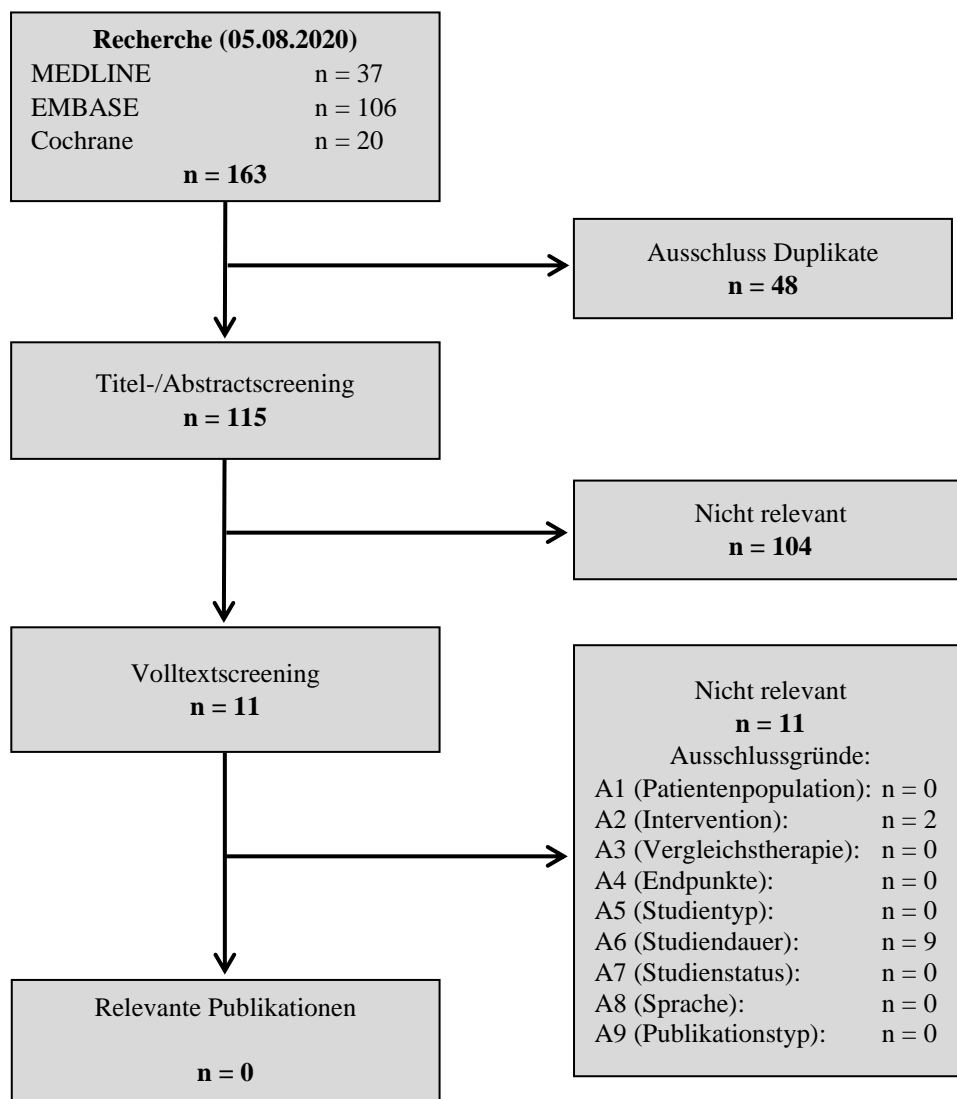 Recherche (05.08.2020)
MEDLINE n = 37
EMBASE n = 106
Cochrane n = 20
n = 163
Ausschluss Duplikate
n = 48
Titel-/Abstractscreening
n = 115
Nicht relevant
n = 104
Volltextscreening
n = 11
Nicht relevant
n = 11
Ausschlussgründe:
A1 (Patientenpopulation): n = 0
A2 (Intervention): n = 2
A3 (Vergleichstherapie): n = 0
A4 (Endpunkte): n = 0
A5 (Studientyp): n = 0
A6 (Studiendauer): n = 9
A7 (Studienstatus): n = 0
A8 (Sprache): n = 0
A9 (Publikationstyp): n = 0
Relevante Publikationen
n = 0